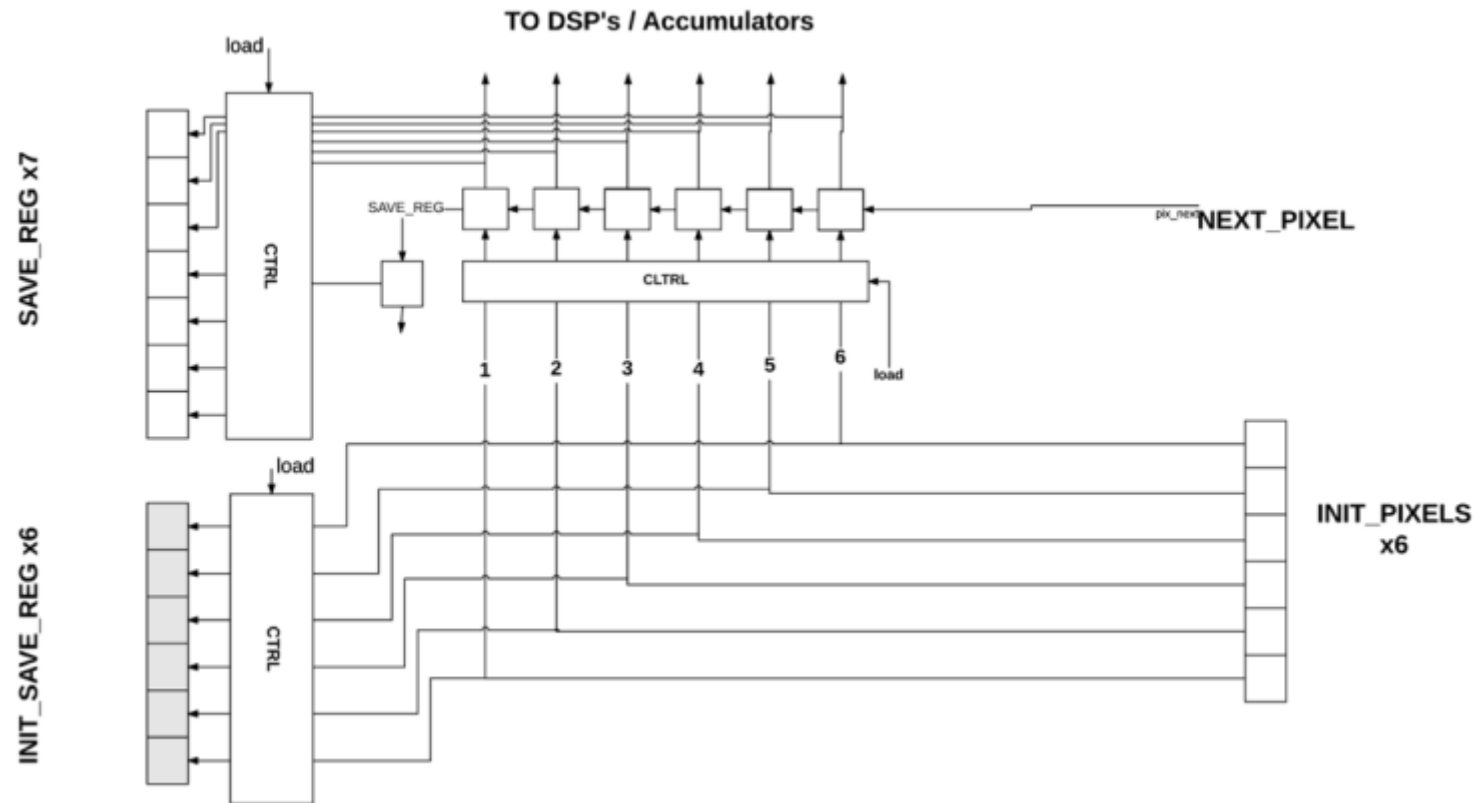 TO DSP's / Accumulators
load
SAVE_REG x7
CTRL
SAVE_REG
pix_next
NEXT_PIXEL
CLTRL
1
2
3
4
5
6
load
load
INIT_SAVE_REG x6
CTRL
INIT_PIXELS
x6